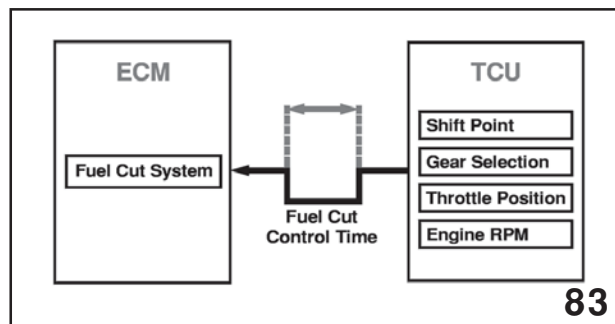 ECM
Fuel Cut System
Fuel Cut
Control Time
TCU
Shift Point
Gear Selection
Throttle Position
Engine RPM
83